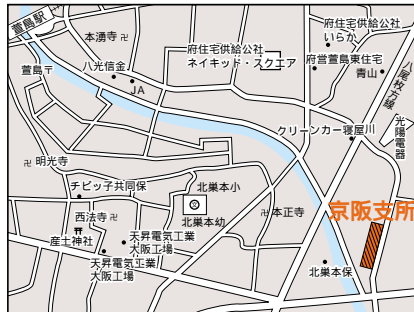 萱島駅
本湧寺
府住宅供給公社
いらか
府住宅供給公社
ネイキッド・スクエア
府営萱島東住宅
青山
八尾枚方線
萱島〒
八光信金
JA
光陽電器
クリーンカー寝屋川
明光寺
チビッ子共同保
北巣本小
北巣本幼
西法寺
本正寺
京阪支所
産土神社
天昇電気工業
大阪工場
天昇電気工業
大阪工場
北巣本保